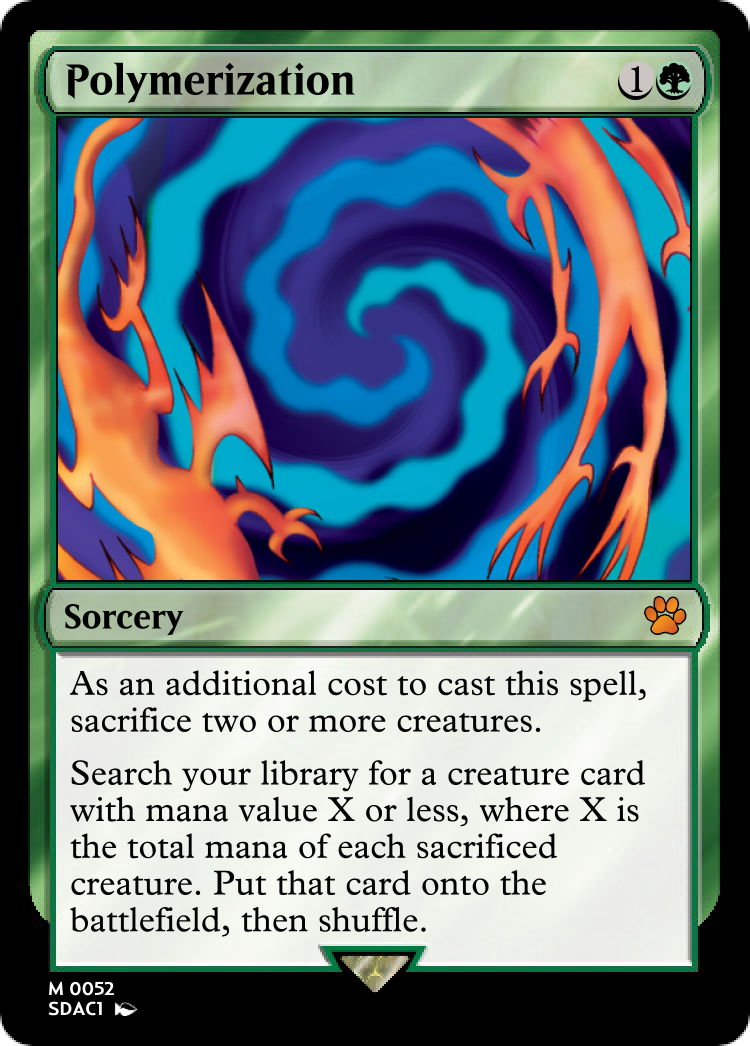 Polymerization 1
Sorcery
As an additional cost to cast this spell,
sacrifice two or more creatures.
Search your library for a creature card
with mana value X or less, where X is
the total mana of each sacrificed
creature. Put that card onto the
battlefield, then shuffle.
M 0052
SDAC1